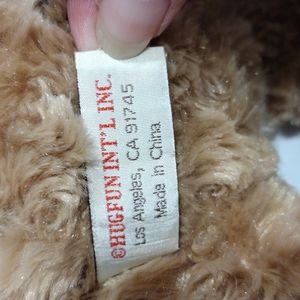 ©HUGFUN INT'L INC.
Los Angeles, CA 91745
Made in China